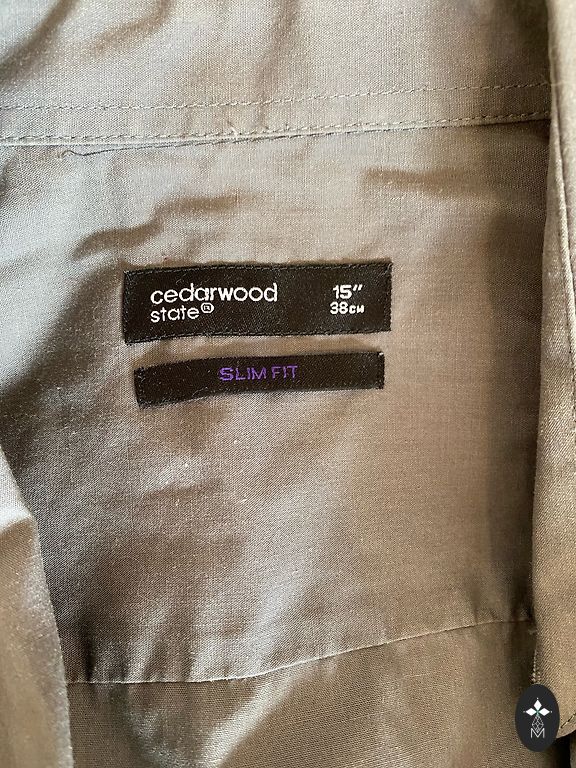 cedarwood
state®
15"
38CM
SLIM FIT